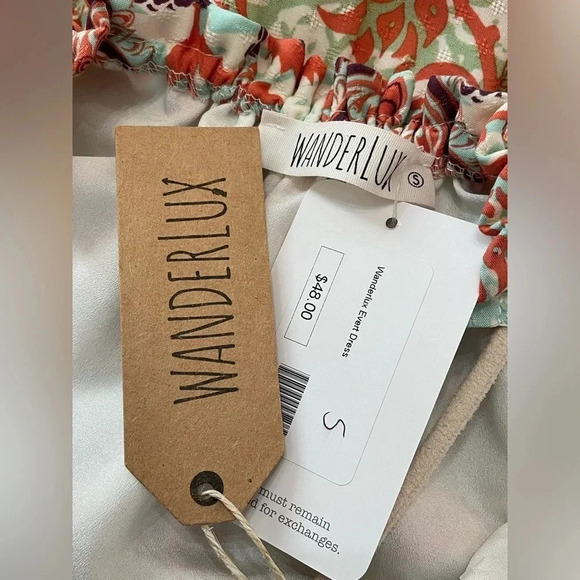 WANDERLUX
WANDERLUX
S
Wanderlux Evert Dress
$48.00
S
must remain
for exchanges.